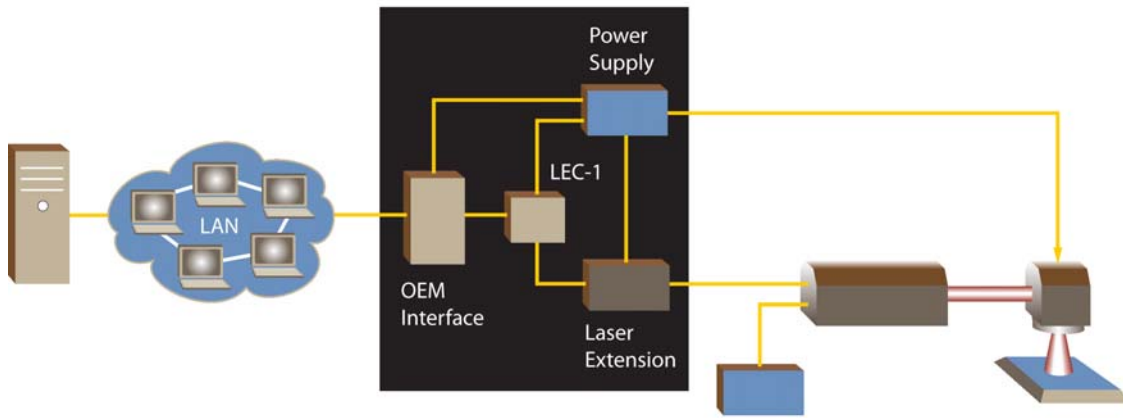 Power
Supply
LEC-1
LAN
OEM
Interface
Laser
Extension